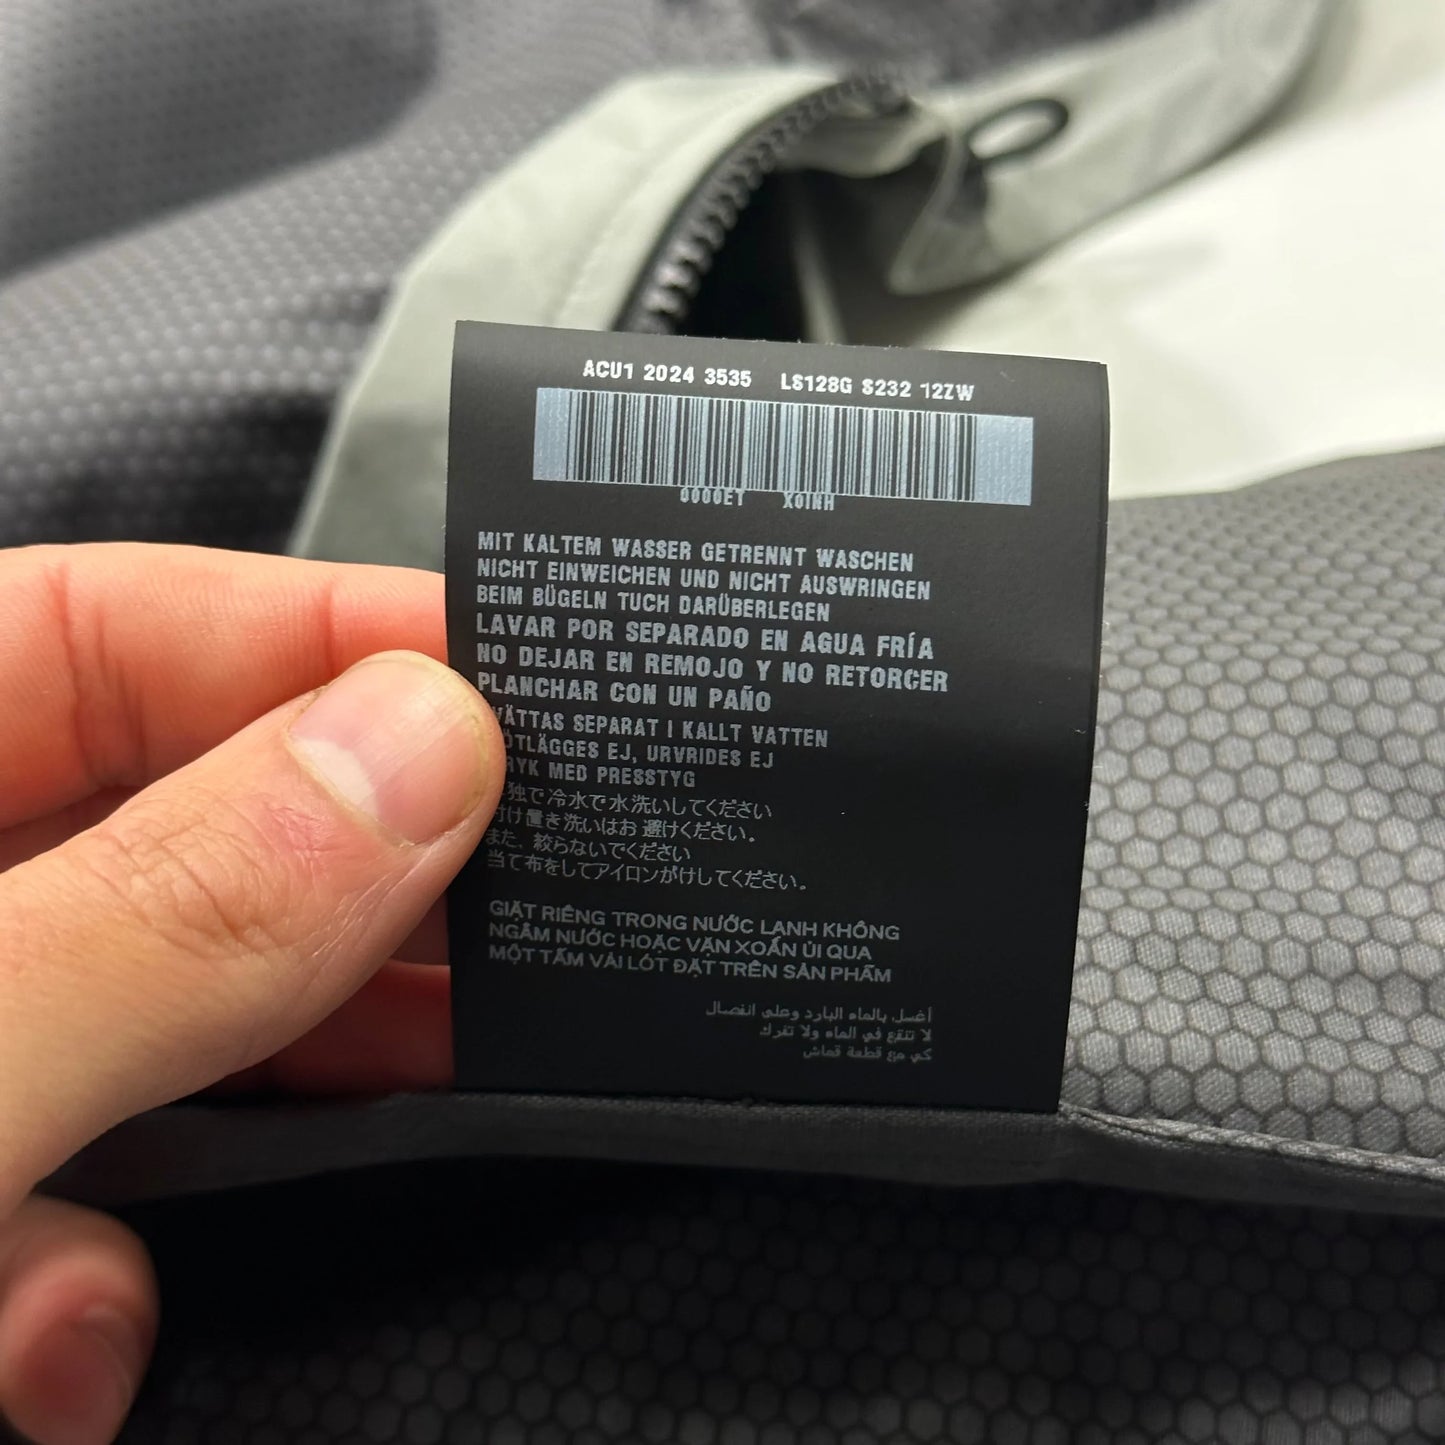 ACU1 2024 3535 LS128G S232 12ZW
0000ET X0INH
MIT KALTEM WASSER GETRENNT WASCHEN
NICHT EINWEICHEN UND NICHT AUSWRINGEN
BEIM BÜGELN TUCH DARÜBERLEGEN
LAVAR POR SEPARADO EN AGUA FRÍA
NO DEJAR EN REMOJO Y NO RETORCER
PLANCHAR CON UN PAÑO
VÄTTAS SEPARAT I KALLT VATTEN
ÖTLÄGGES EJ, URVRIDES EJ
RYK MED PRESSTYG
独で冷水で水洗いしてください
付け置き洗いはお避けください。
また、絞らないでください
当て布をしてアイロンがけしてください。
GIẶT RIÊNG TRONG NƯỚC LẠNH KHÔNG
NGÂM NƯỚC HOẶC VẶN XOẮN ỦI QUA
MỘT TẤM VẢI LÓT ĐẶT TRÊN SẢN PHẨM
أغسل بالماء البارد وعلى انفصال
لا تنقع في الماء ولا تفرك
كي مع قطعة قماش